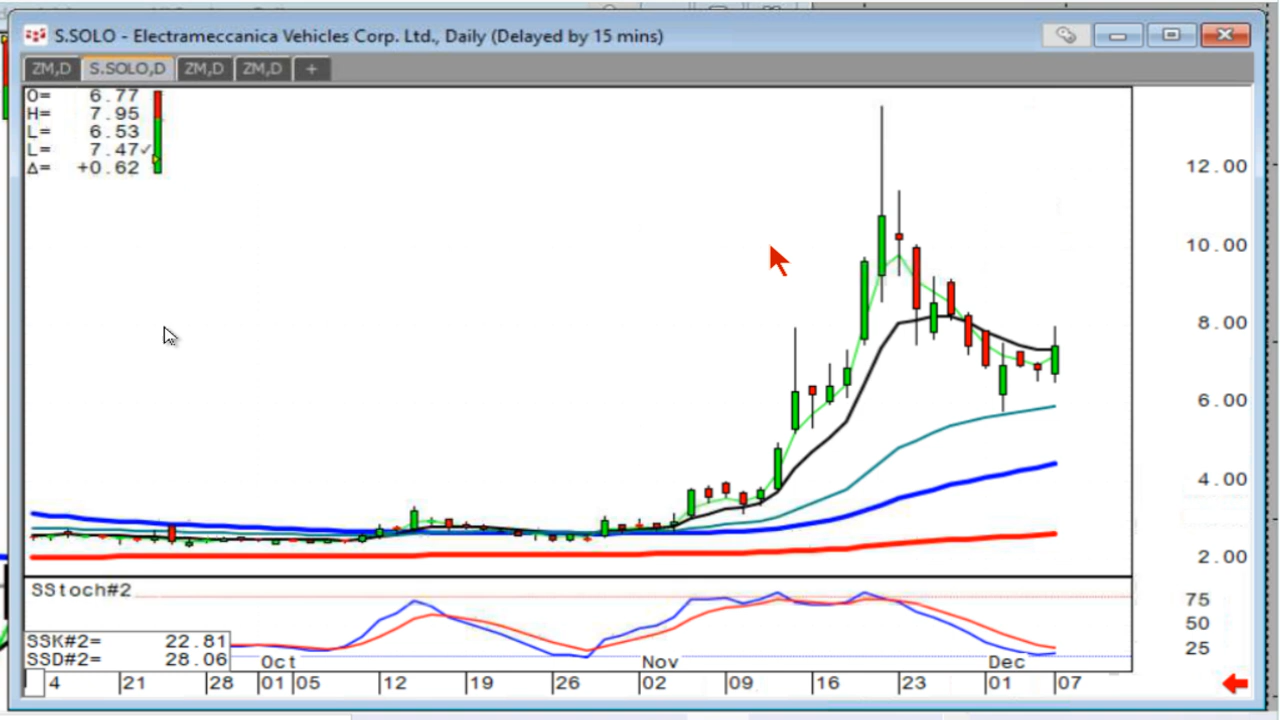 S.SOLO - Electrameccanica Vehicles Corp. Ltd., Daily (Delayed by 15 mins)
ZM,D S.SOLO,D ZM,D ZM,D +
O= 6.77
H= 7.95
L= 6.53
L= 7.47✓
Δ= +0.62
12.00
10.00
8.00
6.00
4.00
2.00
SStoch#2
75
50
25
SSK#2= 22.81
SSD#2= 28.06
Oct Nov Dec
4 21 28 01 05 12 19 26 02 09 16 23 01 07